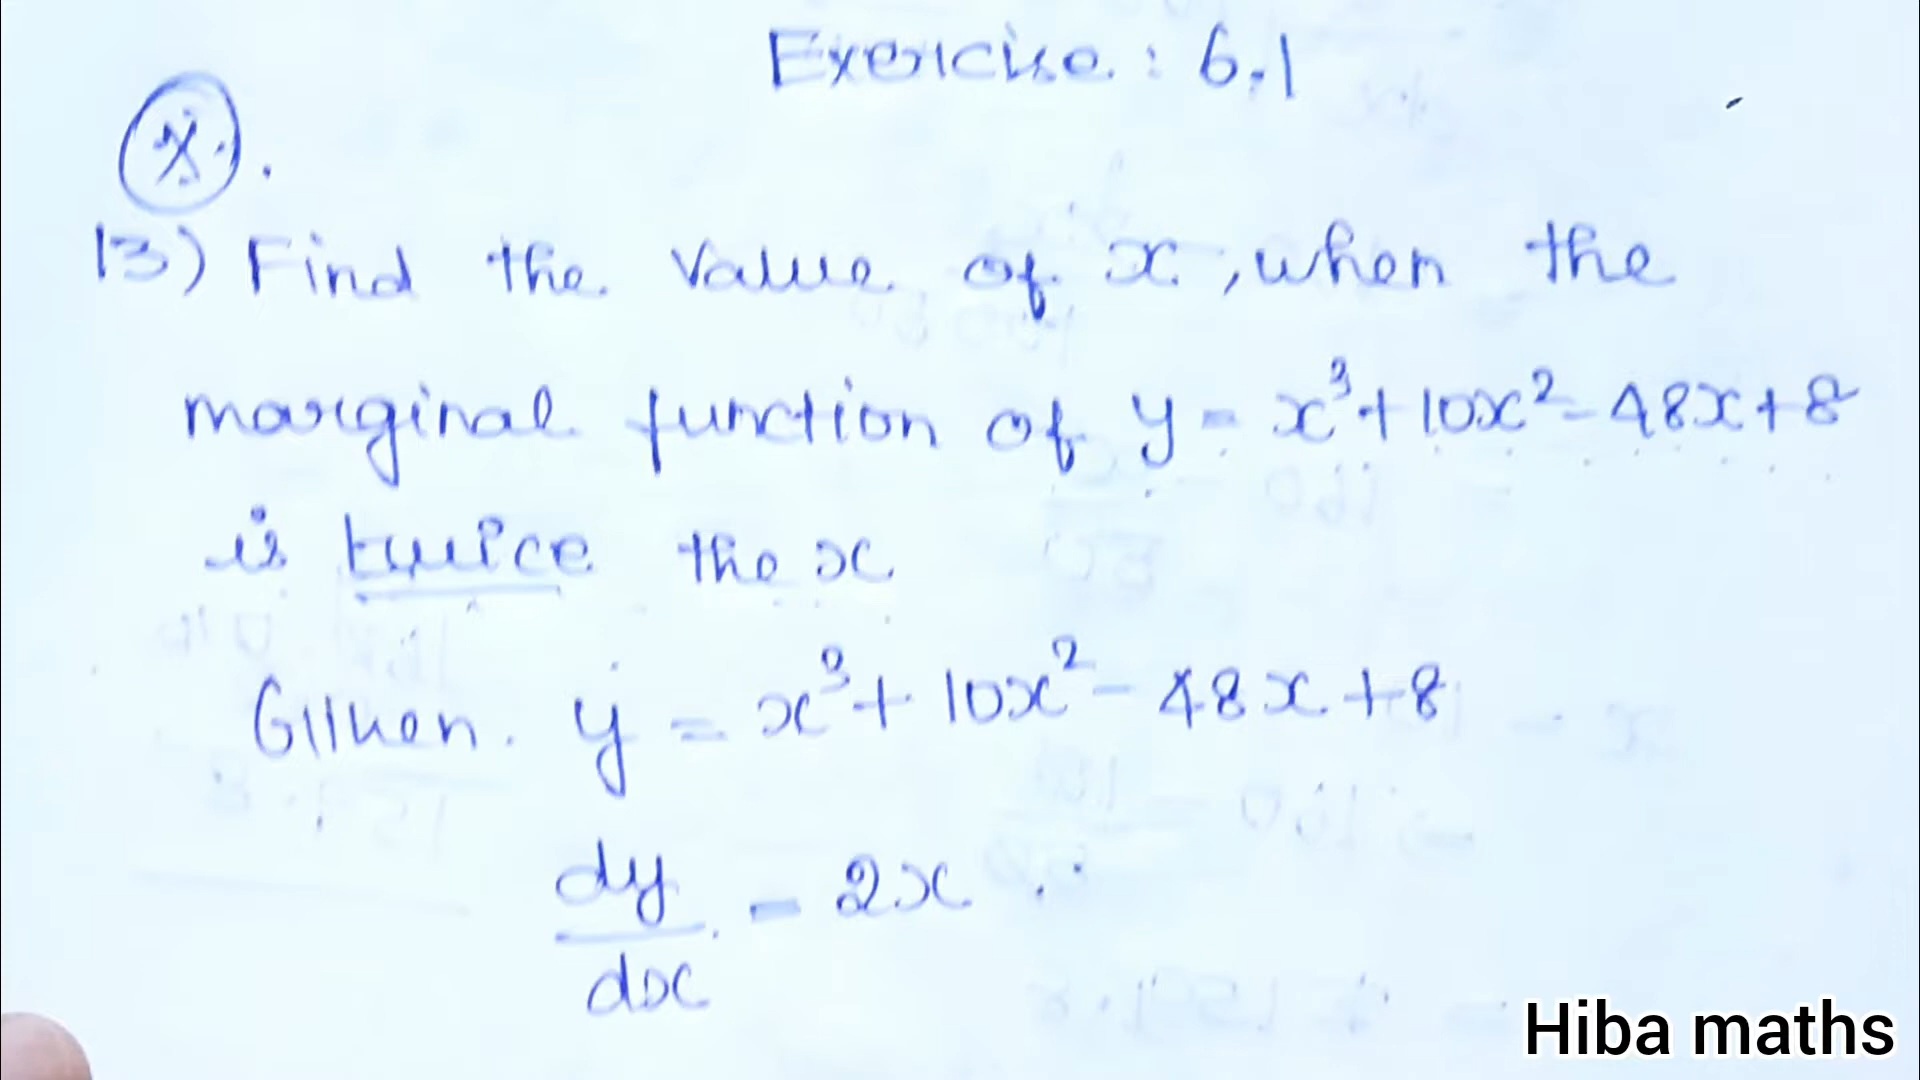 Exercise : 6.1
X.
13) Find the value of x, when the
marginal function of y = x³ + 10x² - 48x + 8
is twice the x
Given. y = x³ + 10x² - 48x + 8
dy/dx = 2x
Hiba maths